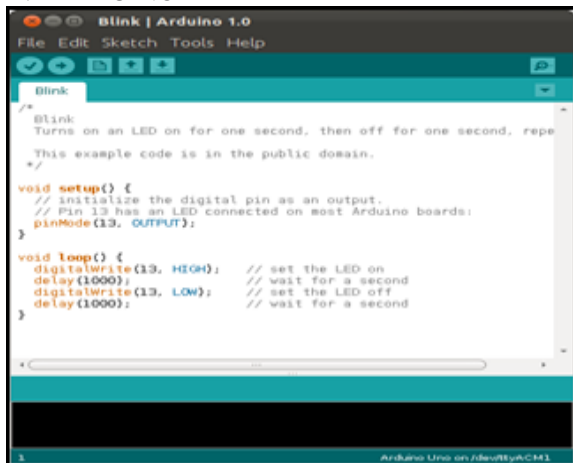 Blink | Arduino 1.0
File Edit Sketch Tools Help
Blink
/*
  Blink
  Turns on an LED on for one second, then off for one second, repe

  This example code is in the public domain.
 */

void setup() {
  // initialize the digital pin as an output.
  // Pin 13 has an LED connected on most Arduino boards:
  pinMode(13, OUTPUT);
}

void loop() {
  digitalWrite(13, HIGH);   // set the LED on
  delay(1000);              // wait for a second
  digitalWrite(13, LOW);    // set the LED off
  delay(1000);              // wait for a second
}
1
Arduino Uno on /dev/ttyACM1